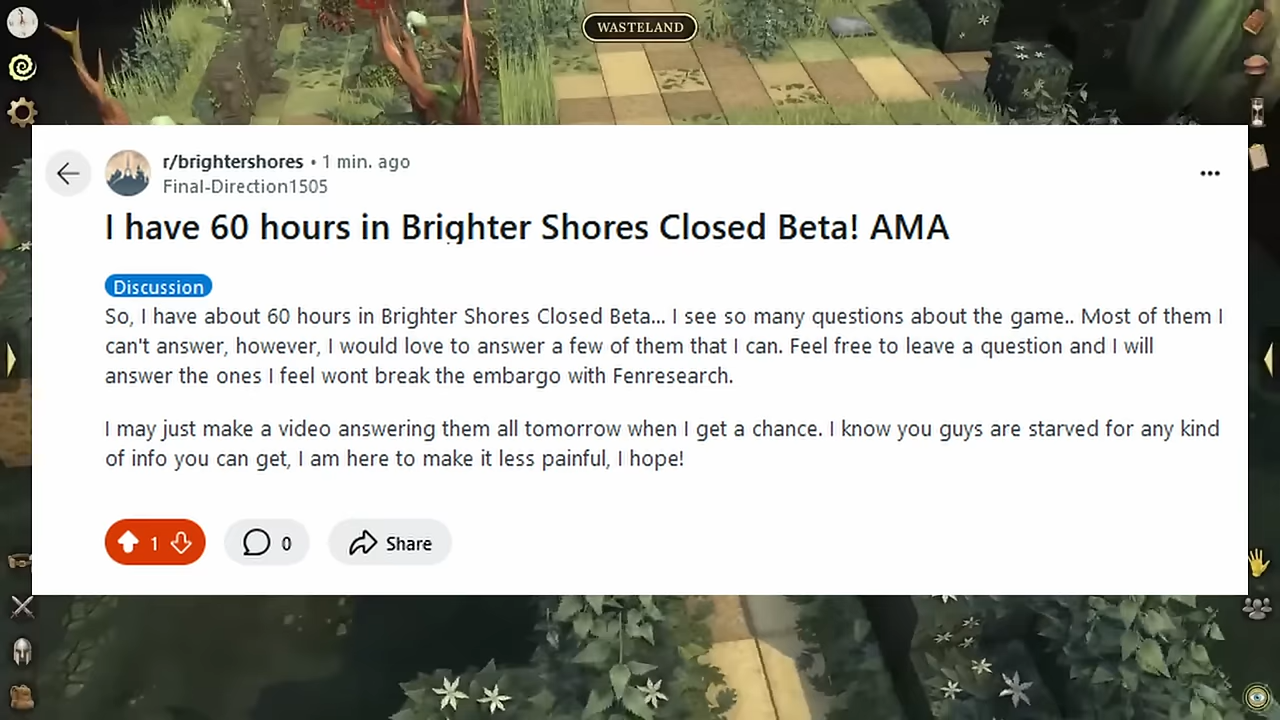 WASTELAND
r/brightershores • 1 min. ago
Final-Direction1505
I have 60 hours in Brighter Shores Closed Beta! AMA
Discussion
So, I have about 60 hours in Brighter Shores Closed Beta... I see so many questions about the game.. Most of them I
can't answer, however, I would love to answer a few of them that I can. Feel free to leave a question and I will
answer the ones I feel wont break the embargo with Fenresearch.
I may just make a video answering them all tomorrow when I get a chance. I know you guys are starved for any kind
of info you can get, I am here to make it less painful, I hope!
1 0 Share